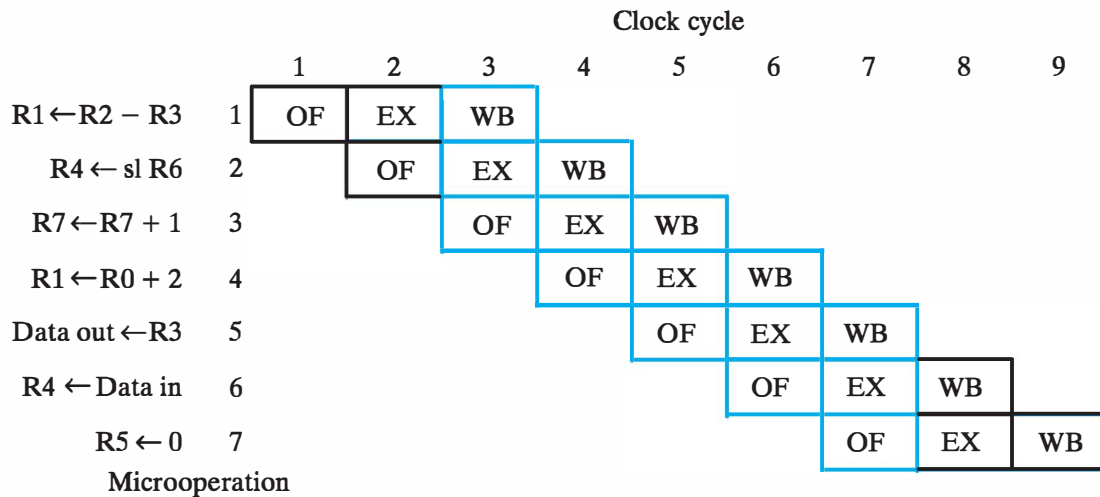 Clock cycle
1 2 3 4 5 6 7 8 9
R1←R2 − R3 1 OF EX WB
R4 ← sl R6 2 OF EX WB
R7←R7 + 1 3 OF EX WB
R1←R0 + 2 4 OF EX WB
Data out ←R3 5 OF EX WB
R4 ← Data in 6 OF EX WB
R5 ← 0 7 OF EX WB
Microoperation